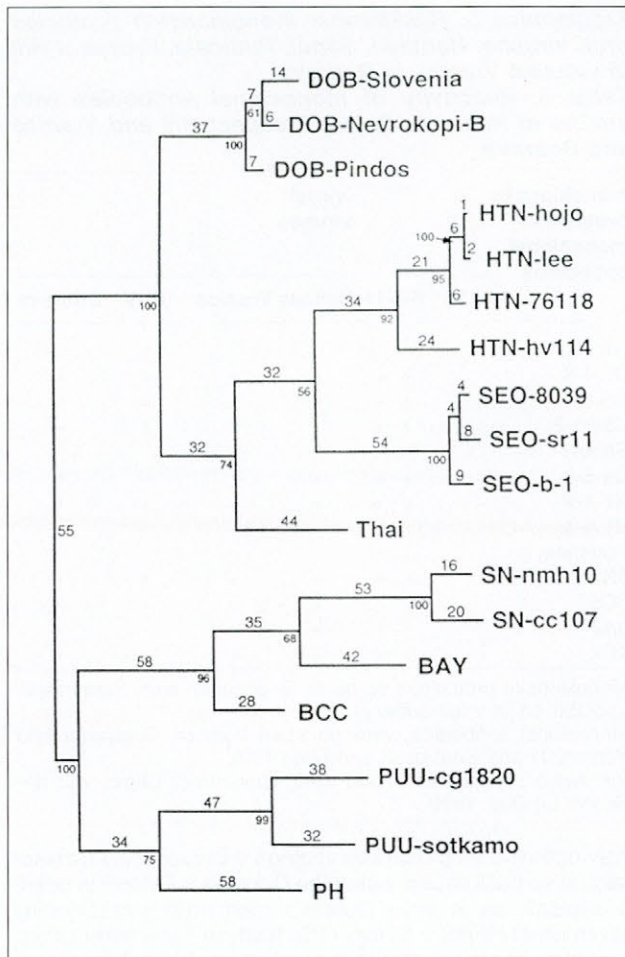 14
DOB-Slovenia
7
61
6
DOB-Nevrokopi-B
37
100
7
DOB-Pindos
1
HTN-hojo
6
100
2
HTN-lee
21
95
6
HTN-76118
34
92
24
HTN-hv114
100
32
56
4
SEO-8039
4
8
SEO-sr11
54
100
9
SEO-b-1
32
74
44
Thai
55
16
SN-nmh10
53
100
20
SN-cc107
35
68
42
BAY
58
96
28
BCC
100
38
PUU-cg1820
47
99
32
PUU-sotkamo
34
75
58
PH